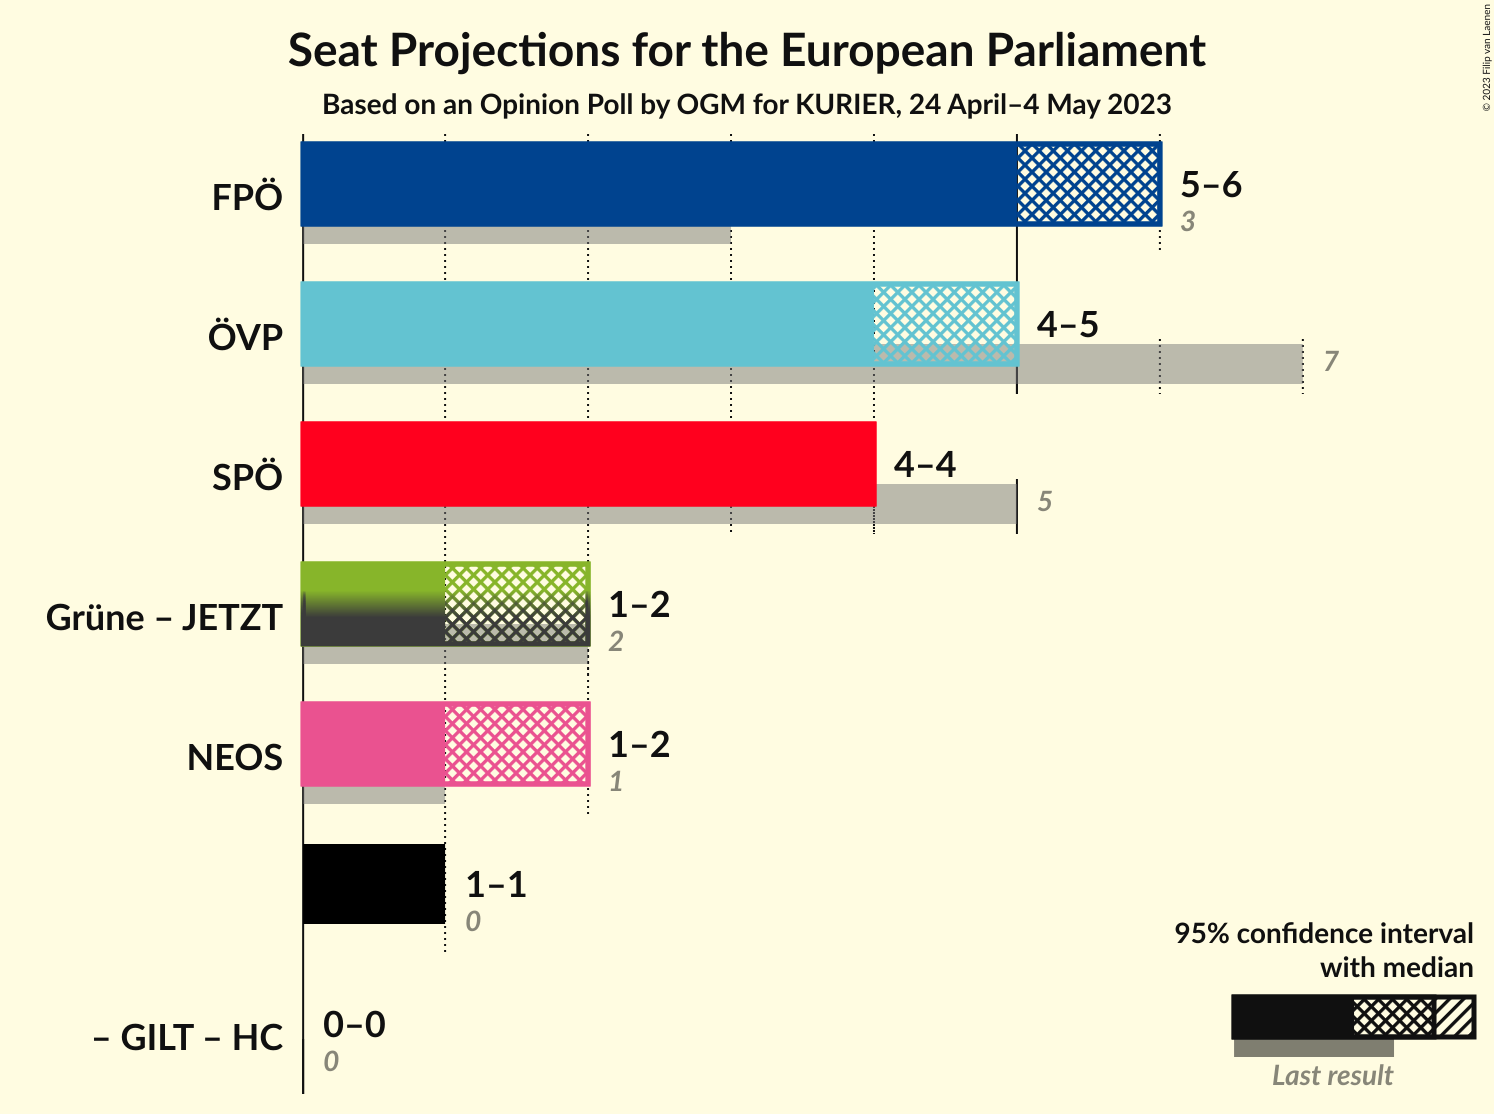 Seat Projections for the European Parliament
Based on an Opinion Poll by OGM for KURIER, 24 April–4 May 2023
© 2023 Filip van Laenen
FPÖ
5–6
3
ÖVP
4–5
7
SPÖ
4–4
5
Grüne – JETZT
1–2
2
NEOS
1–2
1
1–1
0
– GILT – HC
0–0
0
95% confidence interval
with median
Last result